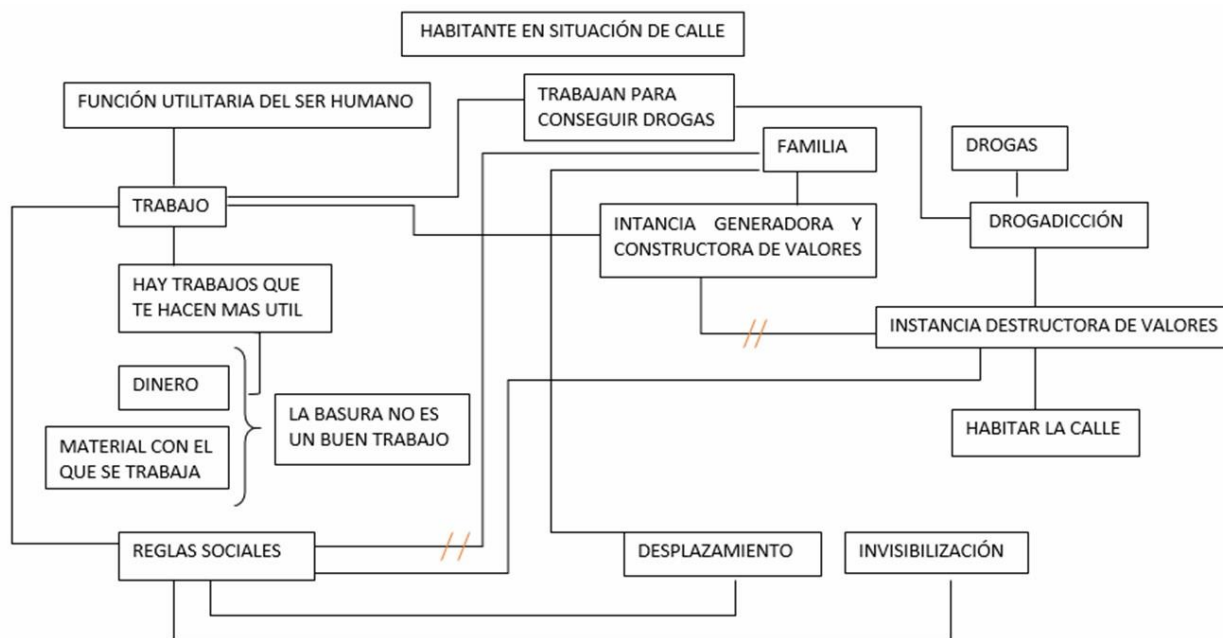 HABITANTE EN SITUACIÓN DE CALLE
FUNCIÓN UTILITARIA DEL SER HUMANO
TRABAJAN PARA
CONSEGUIR DROGAS
FAMILIA
DROGAS
TRABAJO
INTANCIA GENERADORA Y
CONSTRUCTORA DE VALORES
DROGADICCIÓN
HAY TRABAJOS QUE
TE HACEN MAS UTIL
INSTANCIA DESTRUCTORA DE VALORES
DINERO
LA BASURA NO ES
UN BUEN TRABAJO
HABITAR LA CALLE
MATERIAL CON EL
QUE SE TRABAJA
REGLAS SOCIALES
DESPLAZAMIENTO
INVISIBILIZACIÓN